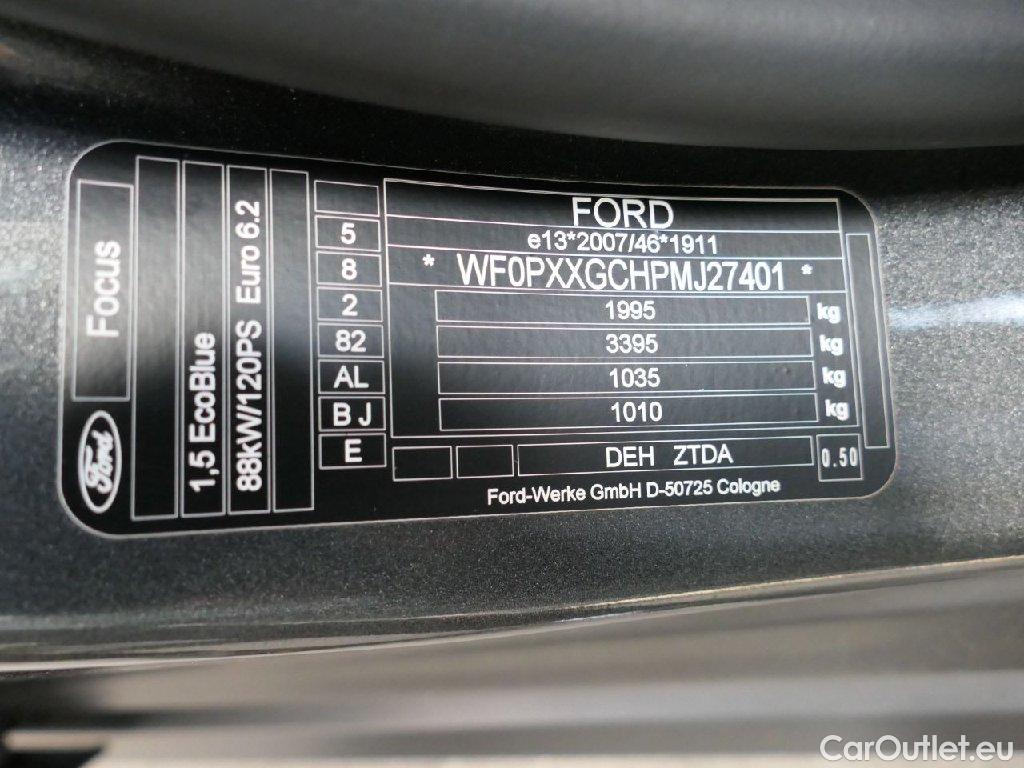 FORD
e13*2007/46*1911
* WF0PXXGCHPMJ27401 *
1995 kg
3395 kg
1035 kg
1010 kg
DEH ZTDA
0.50
Ford-Werke GmbH D-50725 Cologne
5
8
2
82
AL
B J
E
Focus
Ford
1,5 EcoBlue
88kW/120PS Euro 6.2
CarOutlet.eu